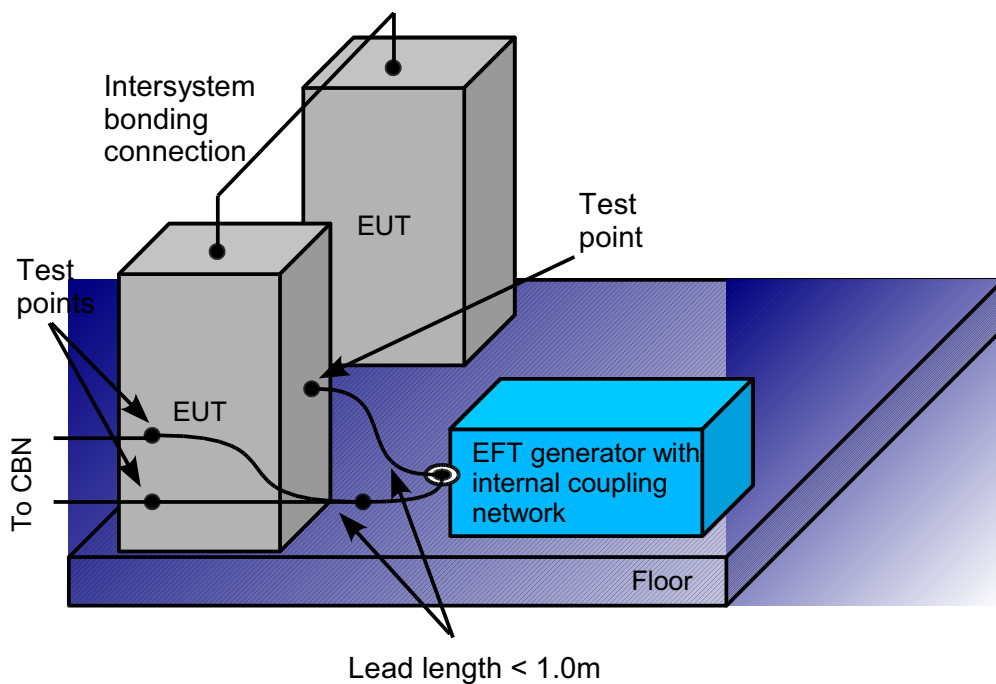 Intersystem
bonding
connection
EUT
Test
point
Test
points
EUT
To CBN
EFT generator with
internal coupling
network
Floor
Lead length < 1.0m